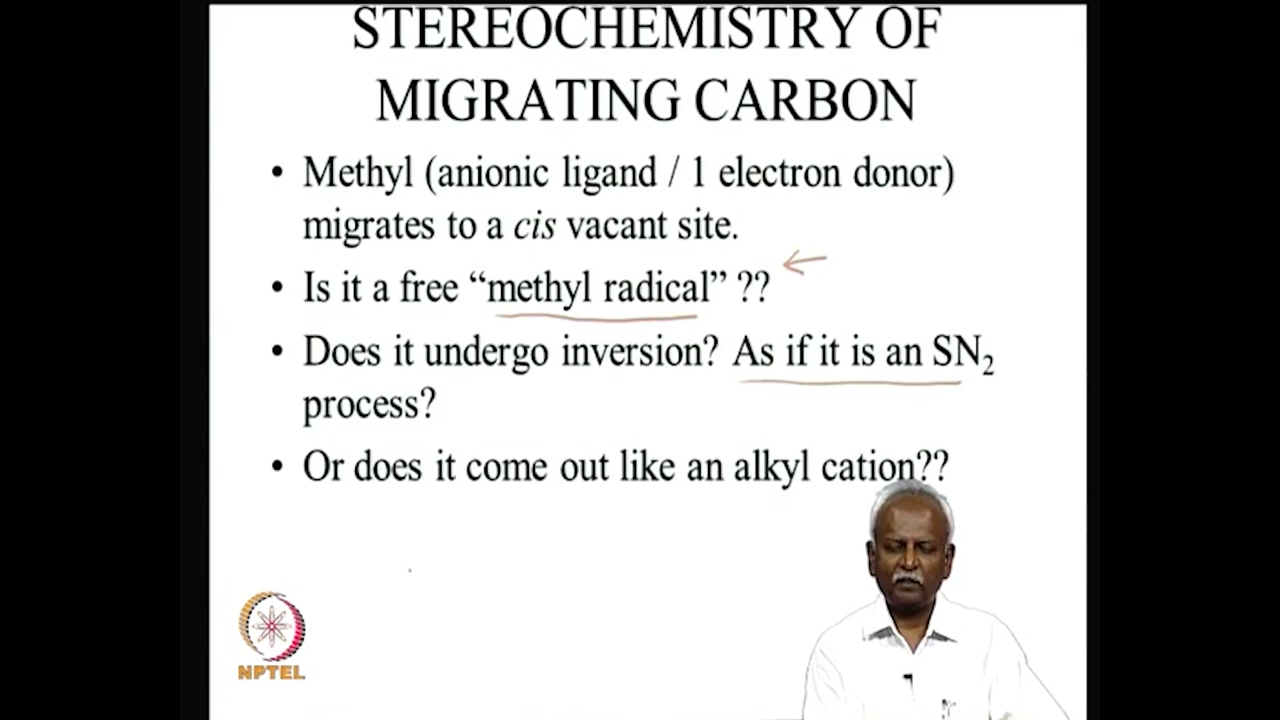 STEREOCHEMISTRY OF
MIGRATING CARBON
• Methyl (anionic ligand / 1 electron donor)
migrates to a cis vacant site.
• Is it a free “methyl radical” ??
• Does it undergo inversion? As if it is an SN₂
process?
• Or does it come out like an alkyl cation??
NPTEL